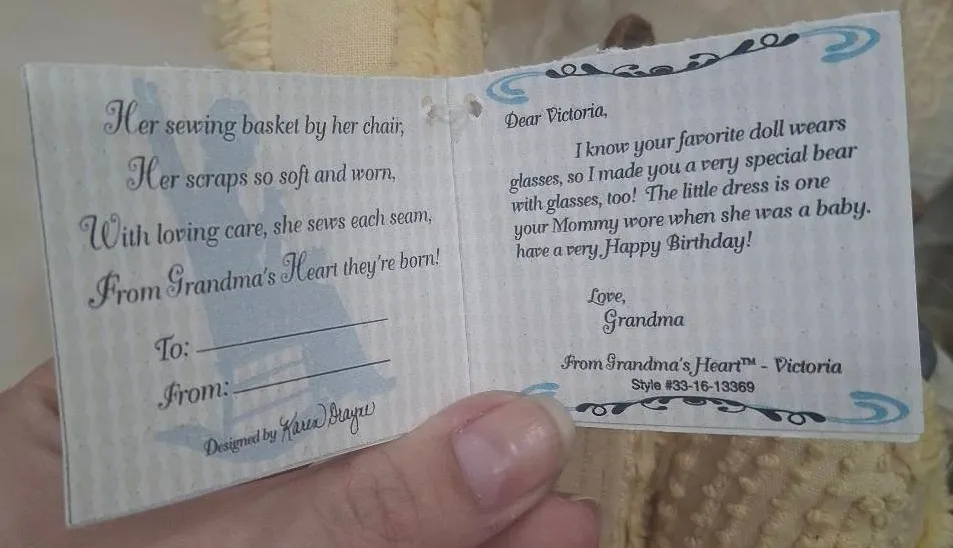 Her sewing basket by her chair,
Her scraps so soft and worn,
With loving care, she sews each seam,
From Grandma's Heart they're born!
To:
From:
Designed by Karen
Dear Victoria,
I know your favorite doll wears
glasses, so I made you a very special bear
with glasses, too! The little dress is one
your Mommy wore when she was a baby.
have a very Happy Birthday!
Love,
Grandma
From Grandma's Heart™ - Victoria
Style #33-16-13369